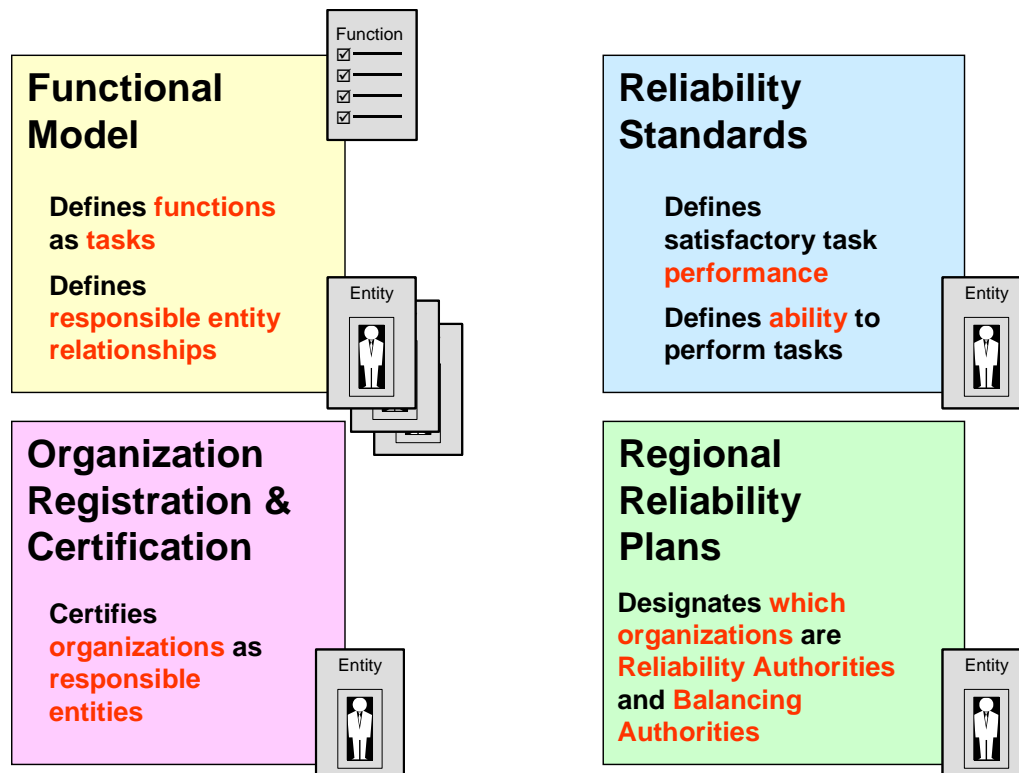 Function
Functional
Model
Defines functions
as tasks
Defines
responsible entity
relationships
Entity
Reliability
Standards
Defines
satisfactory task
performance
Defines ability to
perform tasks
Entity
Organization
Registration &
Certification
Certifies
organizations as
responsible
entities
Entity
Regional
Reliability
Plans
Designates which
organizations are
Reliability Authorities
and Balancing
Authorities
Entity